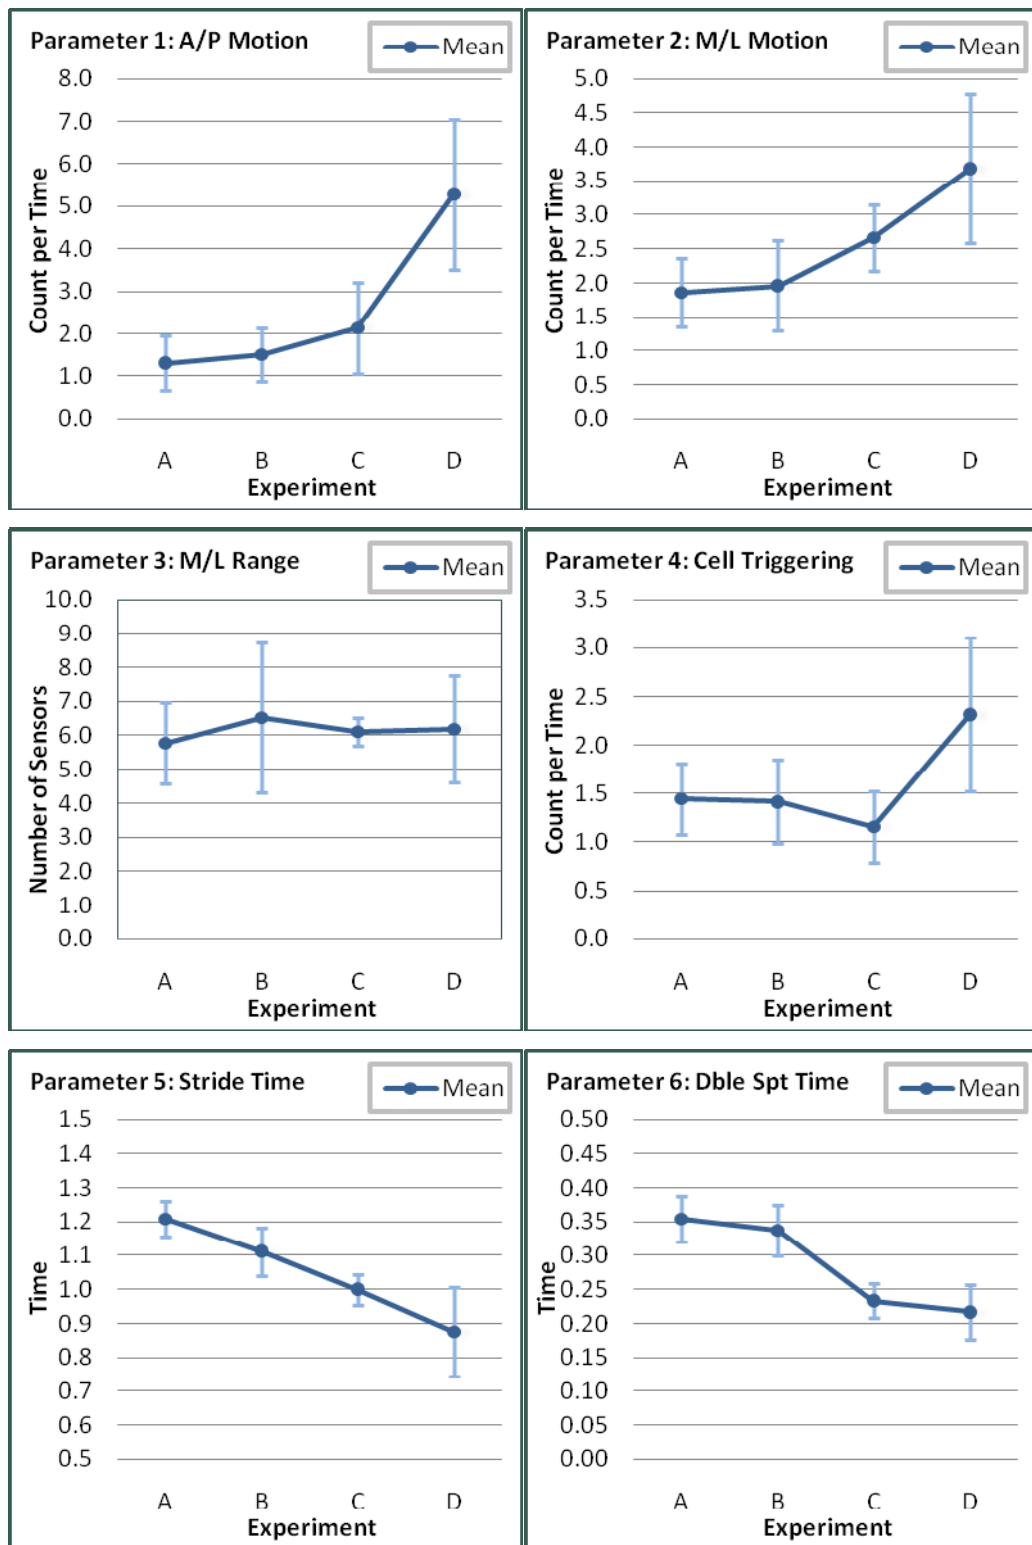 Parameter 1: A/P Motion
Mean
8.0
7.0
6.0
5.0
4.0
3.0
2.0
1.0
0.0
Count per Time
A B C D
Experiment
Parameter 2: M/L Motion
Mean
5.0
4.5
4.0
3.5
3.0
2.5
2.0
1.5
1.0
0.5
0.0
Count per Time
A B C D
Experiment
Parameter 3: M/L Range
Mean
10.0
9.0
8.0
7.0
6.0
5.0
4.0
3.0
2.0
1.0
0.0
Number of Sensors
A B C D
Experiment
Parameter 4: Cell Triggering
Mean
3.5
3.0
2.5
2.0
1.5
1.0
0.5
0.0
Count per Time
A B C D
Experiment
Parameter 5: Stride Time
Mean
1.5
1.4
1.3
1.2
1.1
1.0
0.9
0.8
0.7
0.6
0.5
Time
A B C D
Experiment
Parameter 6: Dble Spt Time
Mean
0.50
0.45
0.40
0.35
0.30
0.25
0.20
0.15
0.10
0.05
0.00
Time
A B C D
Experiment